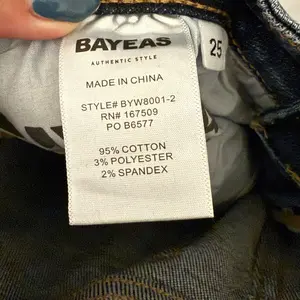 BAYEAS
AUTHENTIC STYLE
MADE IN CHINA
STYLE# BYW8001-2
RN# 167509
PO B6577
95% COTTON
3% POLYESTER
2% SPANDEX
25